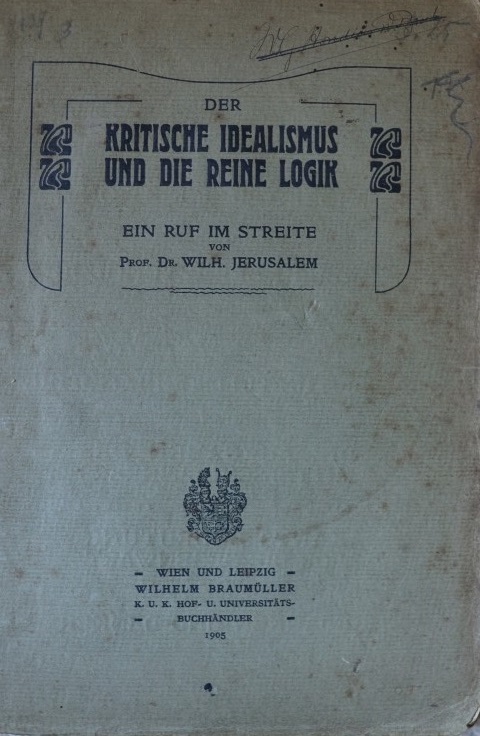 DER
KRITISCHE IDEALISMUS
UND DIE REINE LOGIK
EIN RUF IM STREITE
VON
PROF. DR. WILH. JERUSALEM
WIEN UND LEIPZIG
WILHELM BRAUMÜLLER
K. U. K. HOF- U. UNIVERSITÄTS-
BUCHHÄNDLER
1905